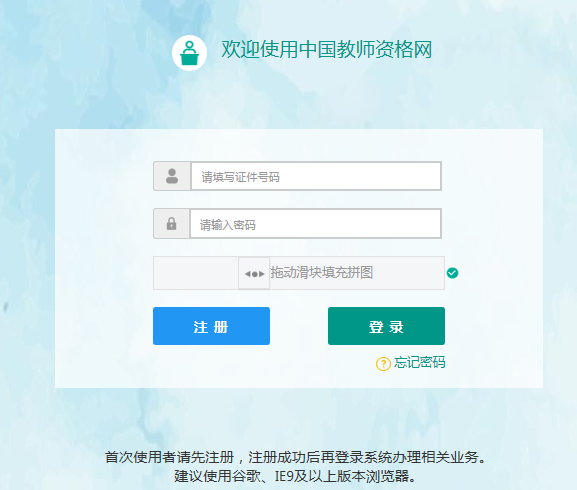 欢迎使用中国教师资格网
请填写证件号码
请输入密码
拖动滑块填充拼图
注 册
登 录
? 忘记密码
首次使用者请先注册，注册成功后再登录系统办理相关业务。
建议使用谷歌、IE9及以上版本浏览器。